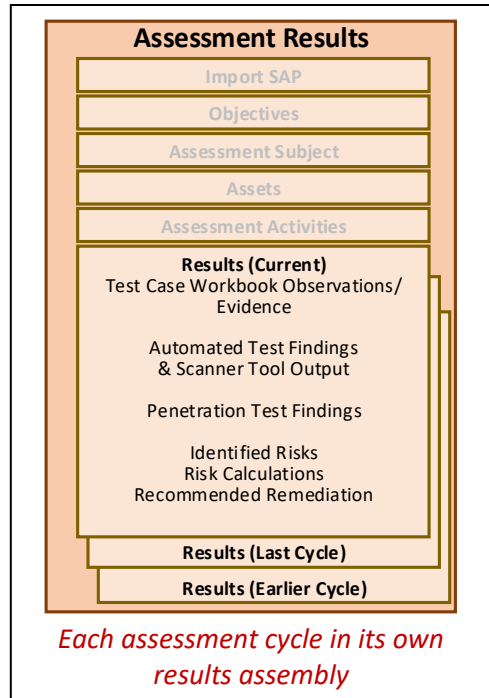 Assessment Results
Import SAP
Objectives
Assessment Subject
Assets
Assessment Activities
Results (Current)
Test Case Workbook Observations/
Evidence
Automated Test Findings
& Scanner Tool Output
Penetration Test Findings
Identified Risks
Risk Calculations
Recommended Remediation
Results (Last Cycle)
Results (Earlier Cycle)
Each assessment cycle in its own
results assembly